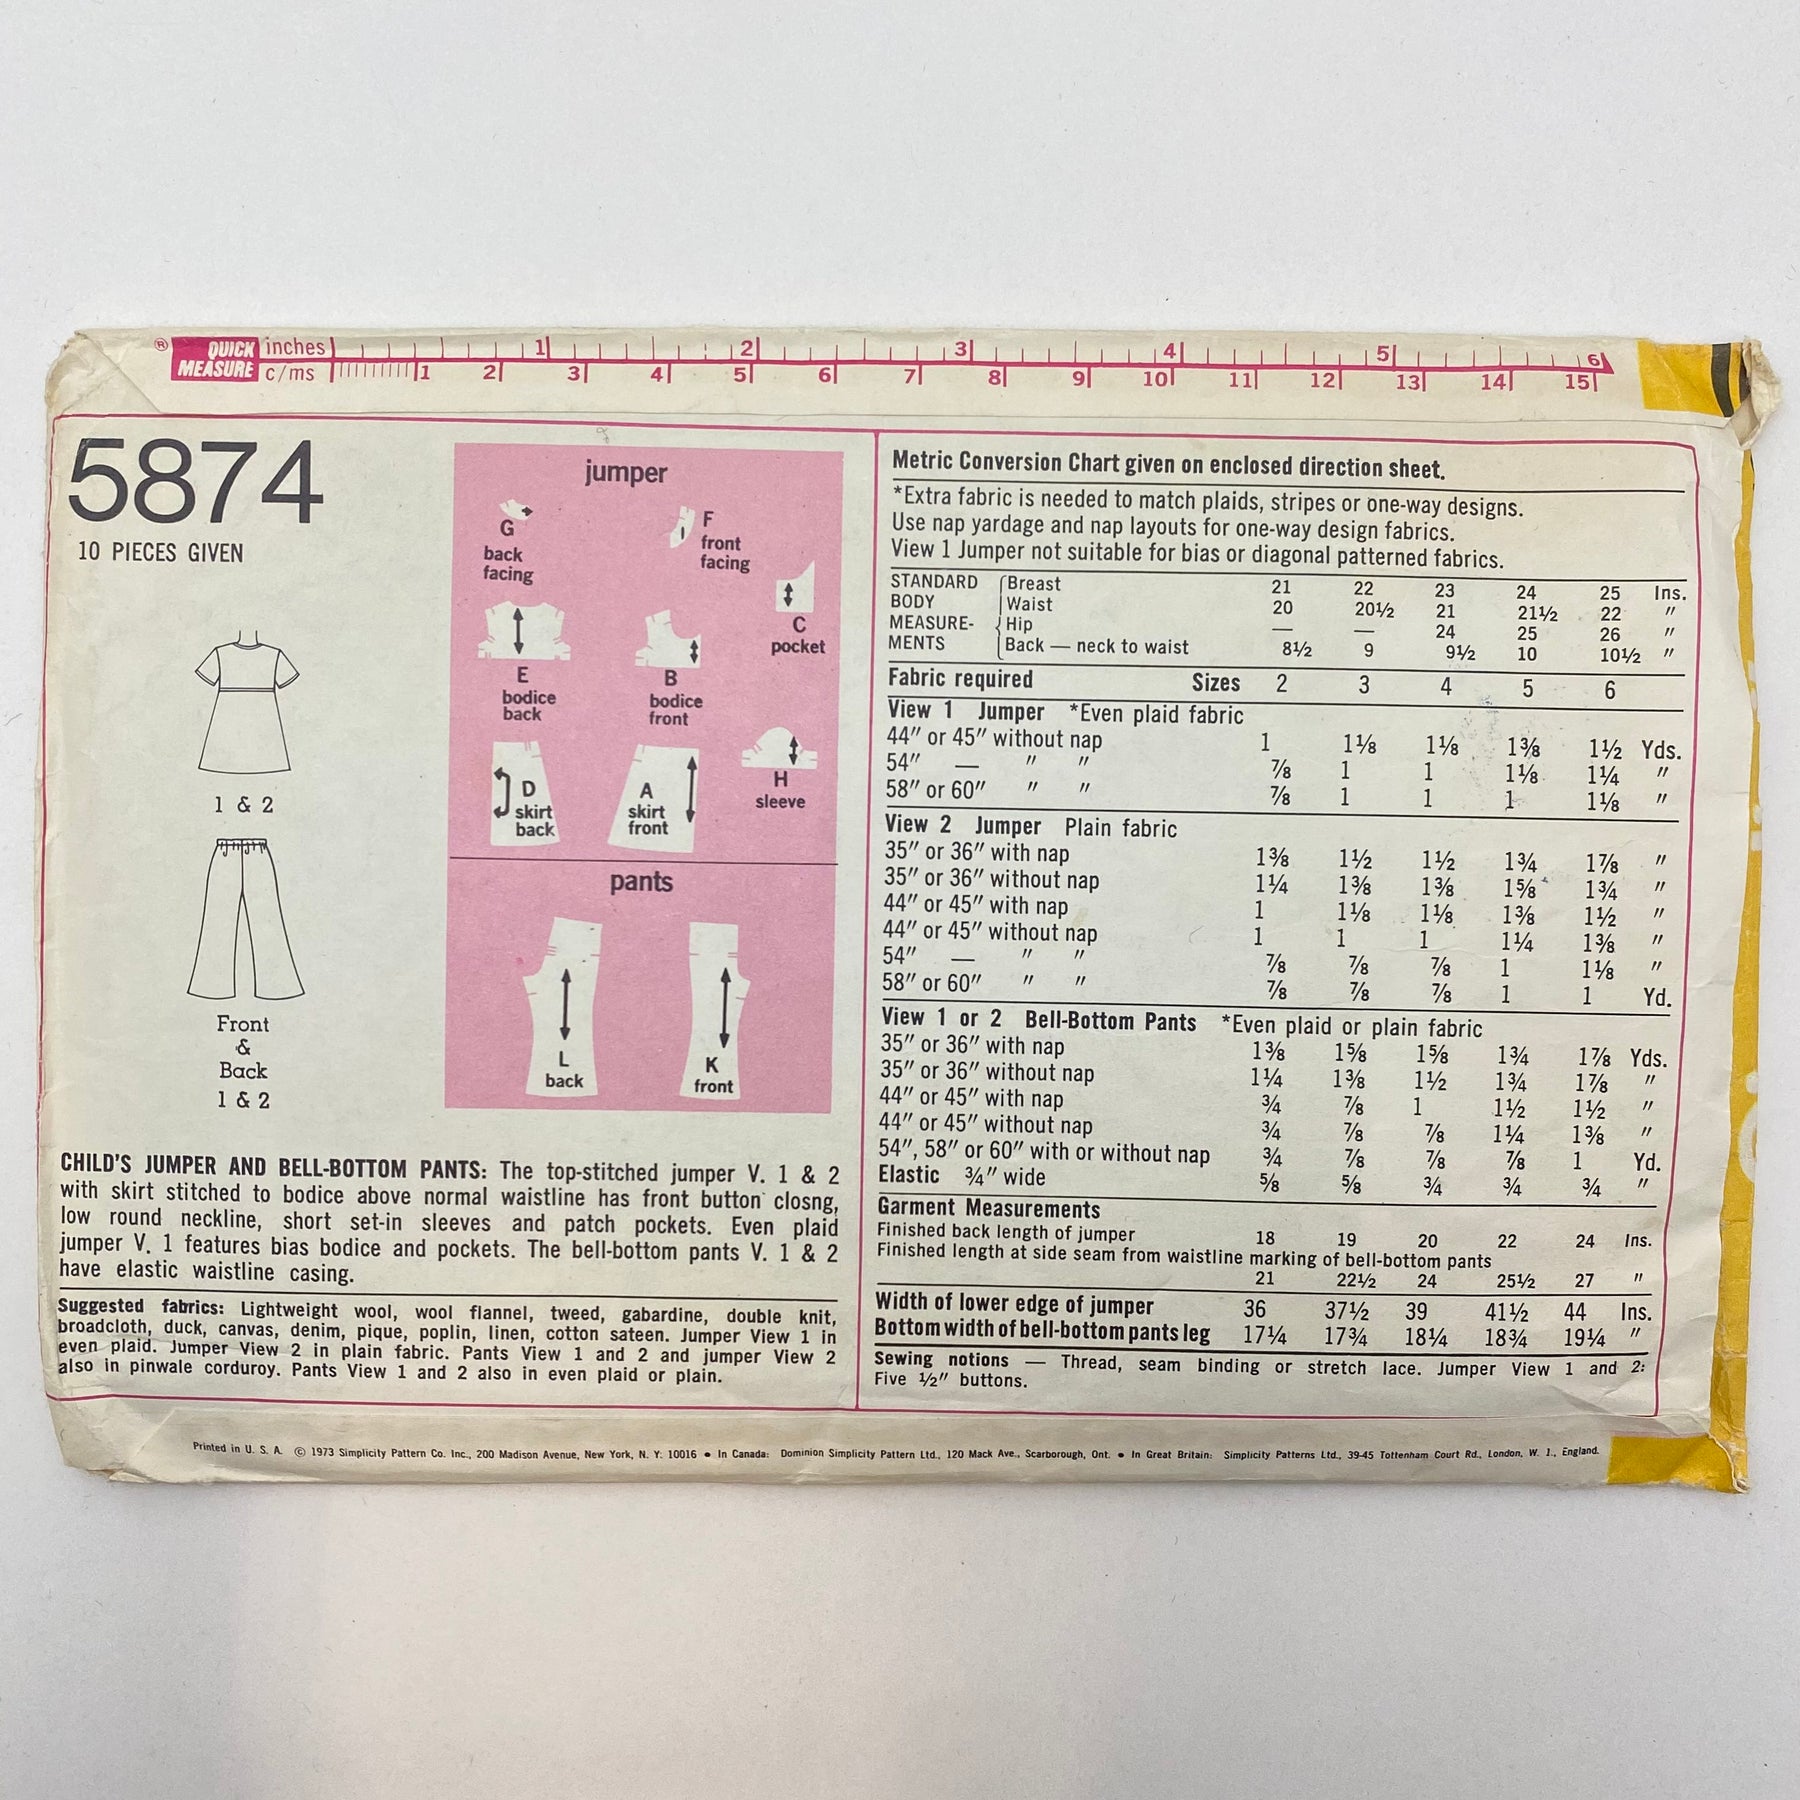 ® QUICK MEASURE inches 1 2 3 4 5 6
c/ms 1 2 3 4 5 6 7 8 9 10 11 12 13 14 15
5874
10 PIECES GIVEN
1 & 2
Front
&
Back
1 & 2
jumper
G
back
facing
F
front
facing
C
pocket
E
bodice
back
B
bodice
front
H
sleeve
D
skirt
back
A
skirt
front
pants
L
back
K
front
CHILD'S JUMPER AND BELL-BOTTOM PANTS: The top-stitched jumper V. 1 & 2
with skirt stitched to bodice above normal waistline has front button closng,
low round neckline, short set-in sleeves and patch pockets. Even plaid
jumper V. 1 features bias bodice and pockets. The bell-bottom pants V. 1 & 2
have elastic waistline casing.
Suggested fabrics: Lightweight wool, wool flannel, tweed, gabardine, double knit,
broadcloth, duck, canvas, denim, pique, poplin, linen, cotton sateen. Jumper View 1 in
even plaid. Jumper View 2 in plain fabric. Pants View 1 and 2 and jumper View 2
also in pinwale corduroy. Pants View 1 and 2 also in even plaid or plain.
Metric Conversion Chart given on enclosed direction sheet.
*Extra fabric is needed to match plaids, stripes or one-way designs.
Use nap yardage and nap layouts for one-way design fabrics.
View 1 Jumper not suitable for bias or diagonal patterned fabrics.
STANDARD Breast 21 22 23 24 25 Ins.
BODY Waist 20 20½ 21 21½ 22 "
MEASURE- Hip — — 24 25 26 "
MENTS Back — neck to waist 8½ 9 9½ 10 10½ "
Fabric required Sizes 2 3 4 5 6
View 1 Jumper *Even plaid fabric
44" or 45" without nap 1 1⅛ 1⅛ 1⅜ 1½ Yds.
54" — " " ⅞ 1 1 1⅛ 1¼ "
58" or 60" " " ⅞ 1 1 1 1⅛ "
View 2 Jumper Plain fabric
35" or 36" with nap 1⅜ 1½ 1½ 1¾ 1⅞ "
35" or 36" without nap 1¼ 1⅜ 1⅜ 1⅝ 1¾ "
44" or 45" with nap 1 1⅛ 1⅛ 1⅜ 1½ "
44" or 45" without nap 1 1 1 1¼ 1⅜ "
54" — " " ⅞ ⅞ ⅞ 1 1⅛ "
58" or 60" " " ⅞ ⅞ ⅞ 1 1 Yd.
View 1 or 2 Bell-Bottom Pants *Even plaid or plain fabric
35" or 36" with nap 1⅜ 1⅝ 1⅝ 1¾ 1⅞ Yds.
35" or 36" without nap 1¼ 1⅜ 1½ 1¾ 1⅞ "
44" or 45" with nap ¾ ⅞ 1 1½ 1½ "
44" or 45" without nap ¾ ⅞ ⅞ 1¼ 1⅜ "
54", 58" or 60" with or without nap ¾ ⅞ ⅞ ⅞ 1 Yd.
Elastic ¾" wide ⅝ ⅝ ¾ ¾ ¾ "
Garment Measurements
Finished back length of jumper 18 19 20 22 24 Ins.
Finished length at side seam from waistline marking of bell-bottom pants
21 22½ 24 25½ 27 "
Width of lower edge of jumper 36 37½ 39 41½ 44 Ins.
Bottom width of bell-bottom pants leg 17¼ 17¾ 18¼ 18¾ 19¼ "
Sewing notions — Thread, seam binding or stretch lace. Jumper View 1 and 2:
Five ½" buttons.
Printed in U. S. A. © 1973 Simplicity Pattern Co. Inc., 200 Madison Avenue, New York, N. Y. 10016 • In Canada: Dominion Simplicity Pattern Ltd., 120 Mack Ave., Scarborough, Ont. • In Great Britain: Simplicity Patterns Ltd., 39-45 Tottenham Court Rd., London, W. 1., England.